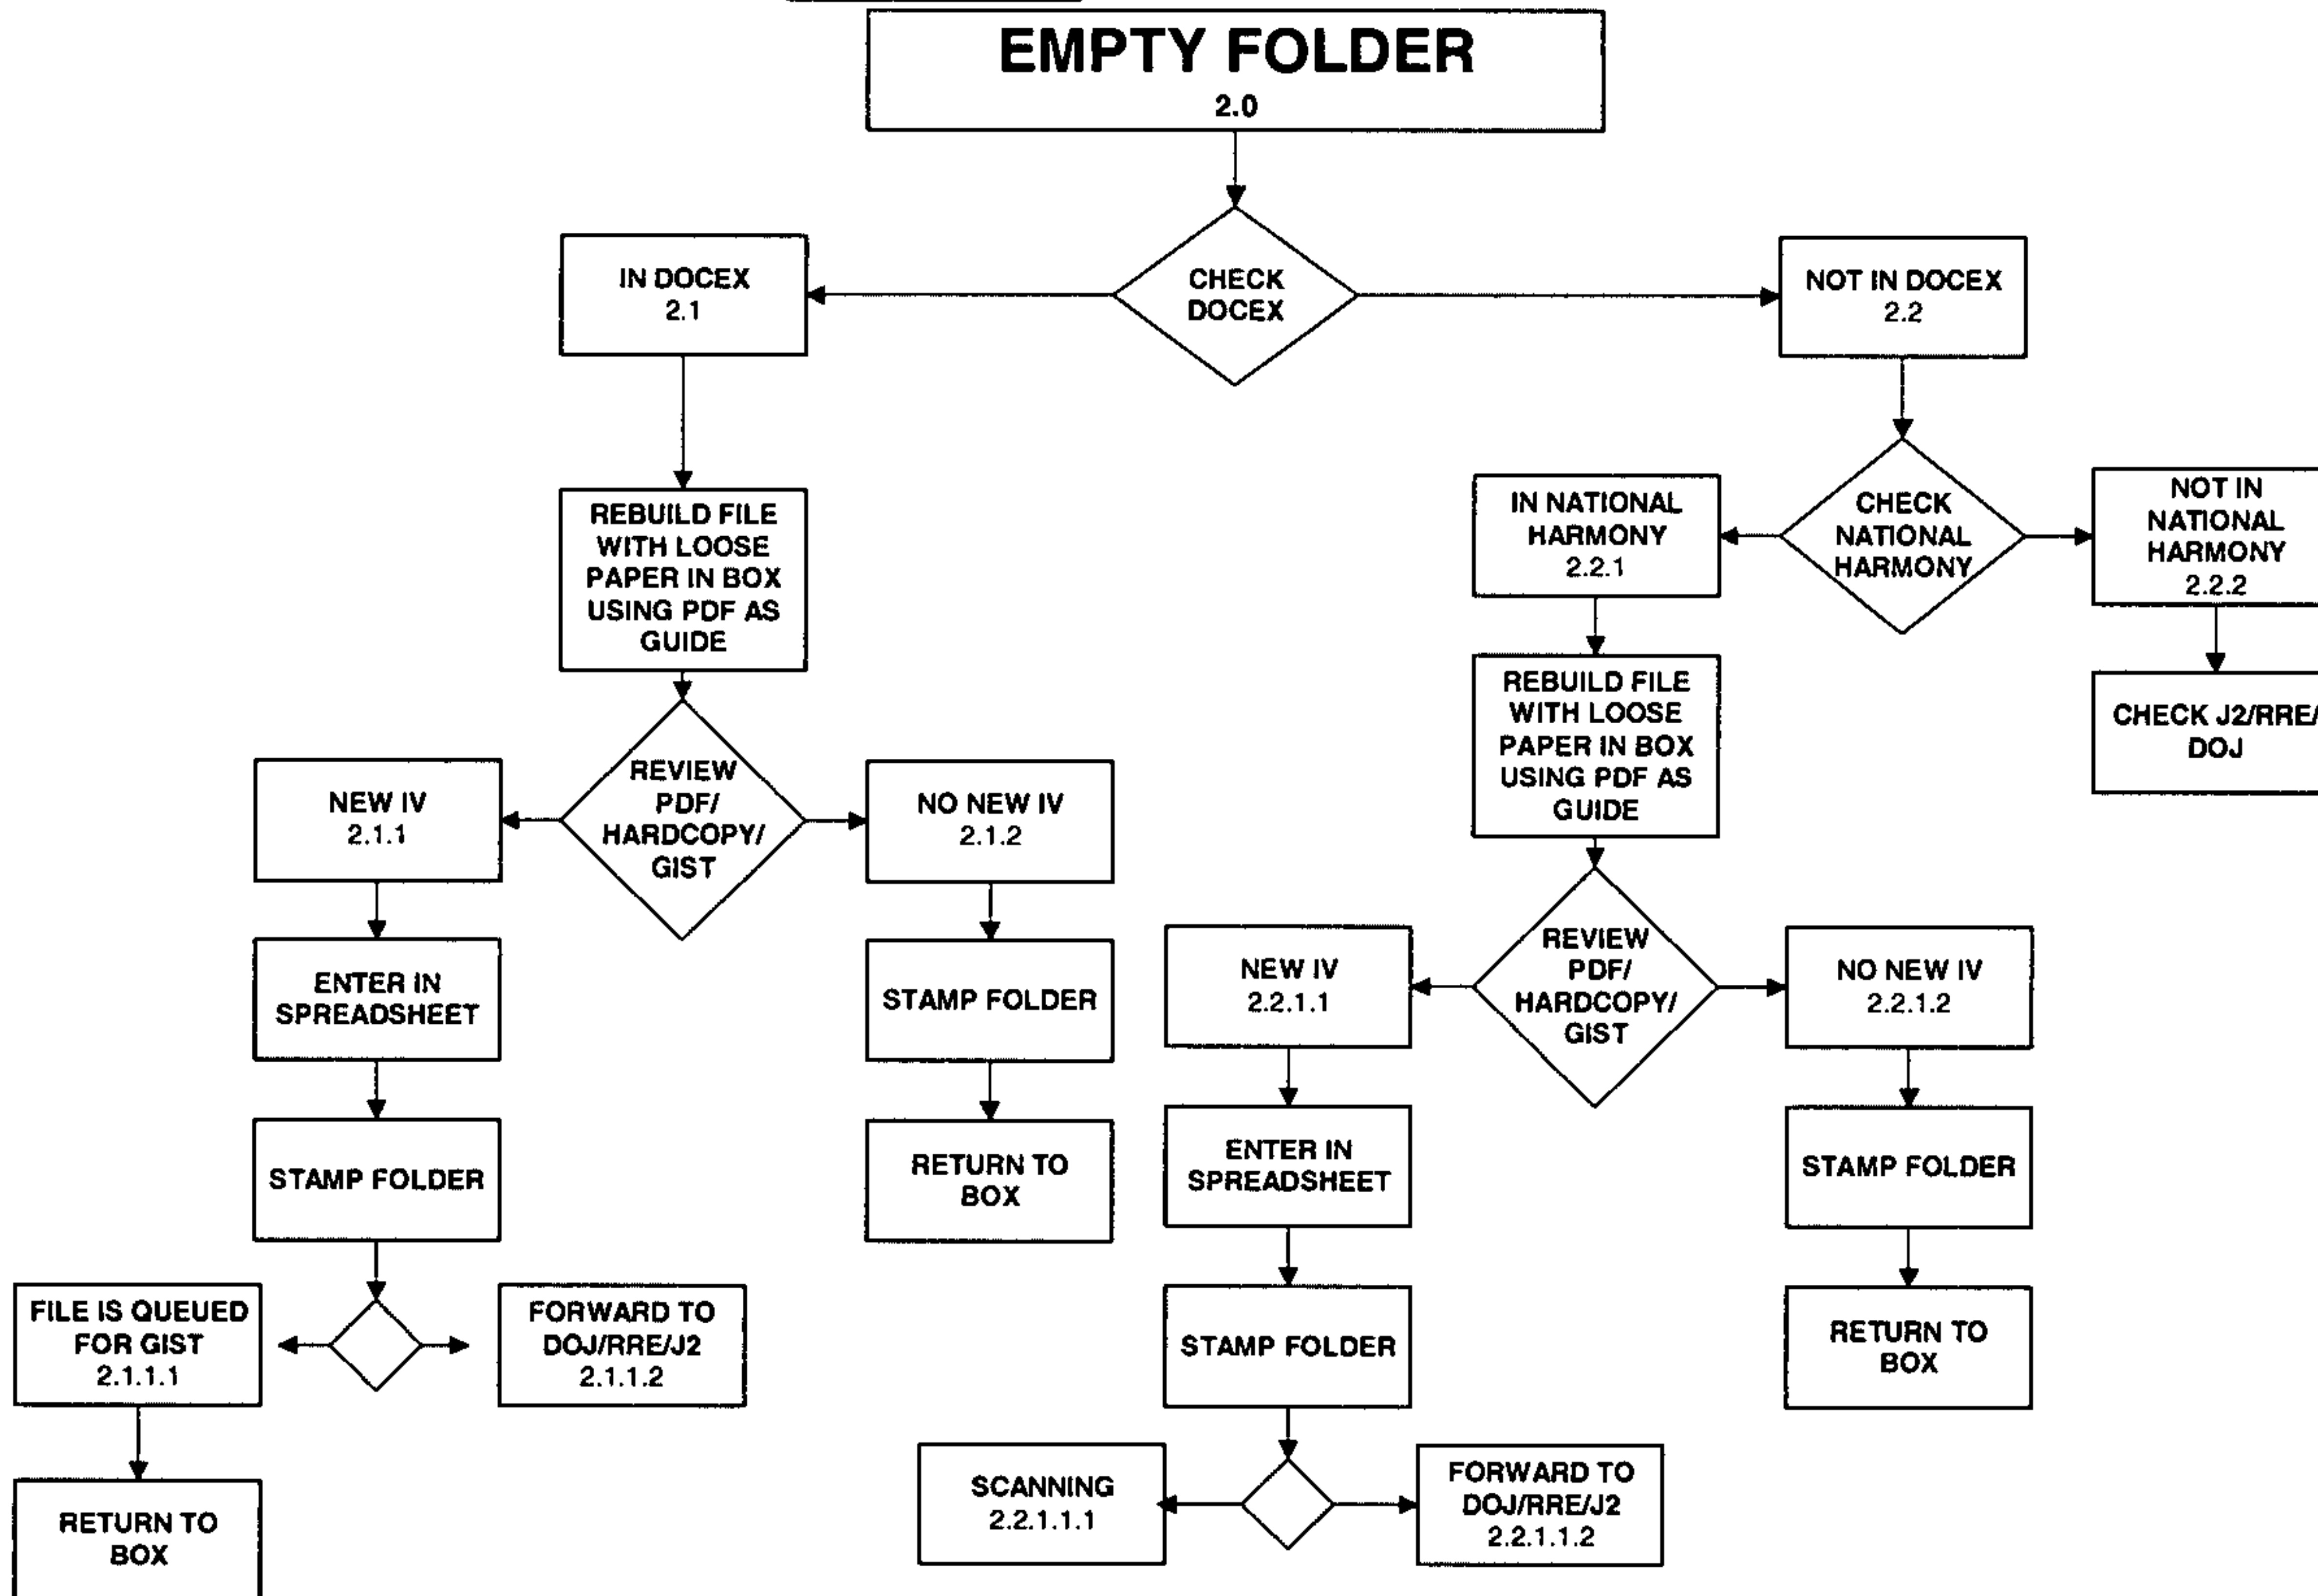 EMPTY FOLDER
2.0
CHECK
DOCEX
IN DOCEX
2.1
NOT IN DOCEX
2.2
REBUILD FILE
WITH LOOSE
PAPER IN BOX
USING PDF AS
GUIDE
IN NATIONAL
HARMONY
2.2.1
CHECK
NATIONAL
HARMONY
NOT IN
NATIONAL
HARMONY
2.2.2
REBUILD FILE
WITH LOOSE
PAPER IN BOX
USING PDF AS
GUIDE
CHECK J2/RRE/
DOJ
NEW IV
2.1.1
REVIEW
PDF/
HARDCOPY/
GIST
NO NEW IV
2.1.2
ENTER IN
SPREADSHEET
STAMP FOLDER
NEW IV
2.2.1.1
REVIEW
PDF/
HARDCOPY/
GIST
NO NEW IV
2.2.1.2
STAMP FOLDER
RETURN TO
BOX
ENTER IN
SPREADSHEET
STAMP FOLDER
FILE IS QUEUED
FOR GIST
2.1.1.1
FORWARD TO
DOJ/RRE/J2
2.1.1.2
STAMP FOLDER
RETURN TO
BOX
RETURN TO
BOX
SCANNING
2.2.1.1.1
FORWARD TO
DOJ/RRE/J2
2.2.1.1.2